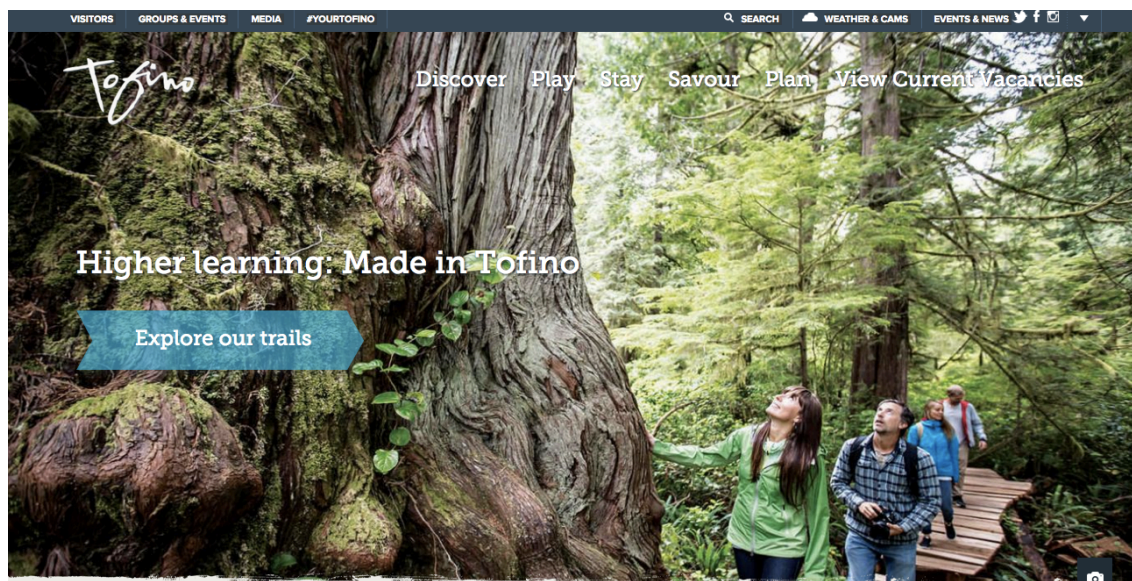 VISITORS GROUPS & EVENTS MEDIA #YOURTOFINO SEARCH WEATHER & CAMS EVENTS & NEWS
Tofino
Discover Play Stay Savour Plan View Current Vacancies
Higher learning: Made in Tofino
Explore our trails